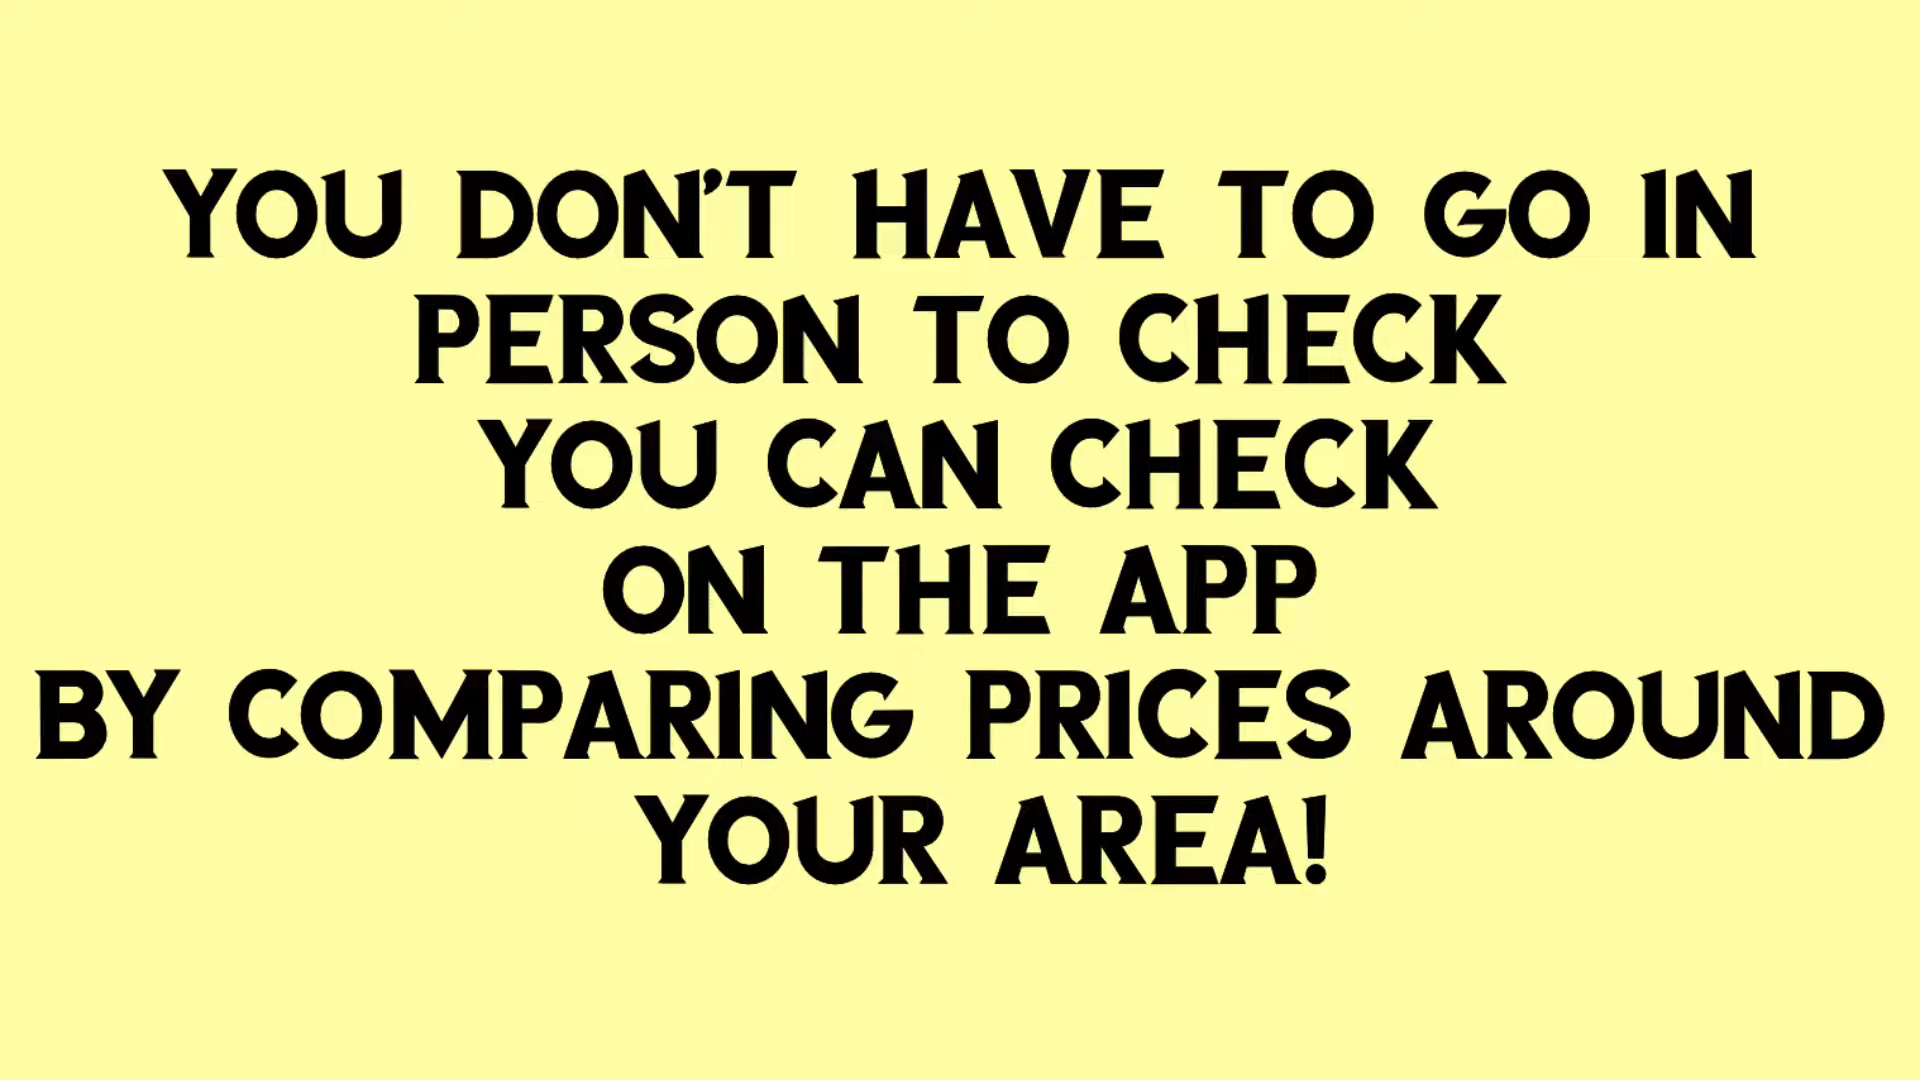 YOU DON'T HAVE TO GO IN
PERSON TO CHECK
YOU CAN CHECK
ON THE APP
BY COMPARING PRICES AROUND
YOUR AREA!